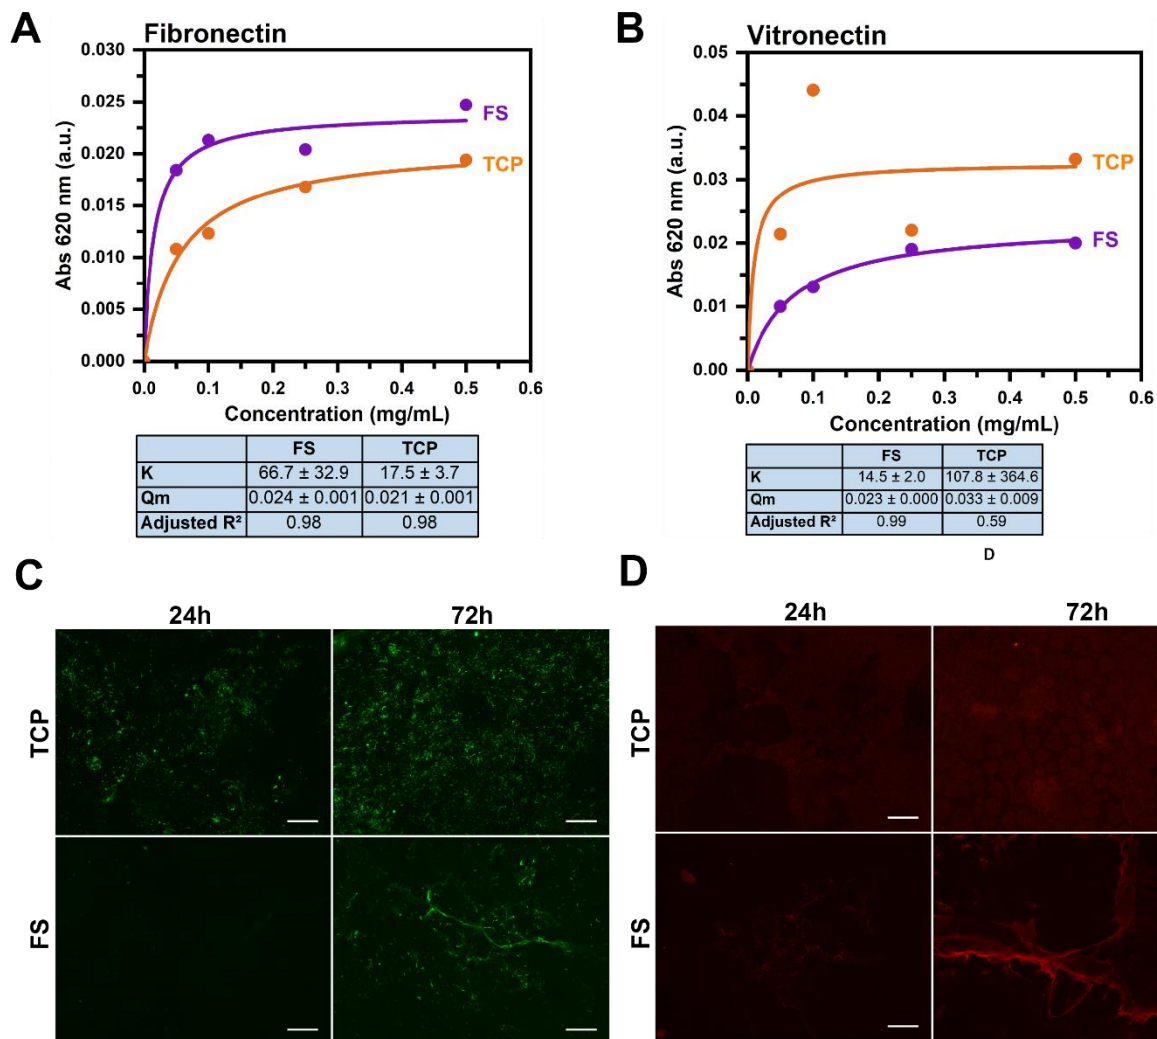 A
Fibronectin
0.030
0.025
0.020
0.015
0.010
0.005
0.000
Abs 620 nm (a.u.)
FS
TCP
0.0 0.1 0.2 0.3 0.4 0.5 0.6
Concentration (mg/mL)
FS TCP
K 66.7 ± 32.9 17.5 ± 3.7
Qm 0.024 ± 0.001 0.021 ± 0.001
Adjusted R² 0.98 0.98
B
Vitronectin
0.05
0.04
0.03
0.02
0.01
0.00
Abs 620 nm (a.u.)
TCP
FS
0.0 0.1 0.2 0.3 0.4 0.5 0.6
Concentration (mg/mL)
FS TCP
K 14.5 ± 2.0 107.8 ± 364.6
Qm 0.023 ± 0.000 0.033 ± 0.009
Adjusted R² 0.99 0.59
D
C
24h 72h
TCP
FS
D
24h 72h
TCP
FS